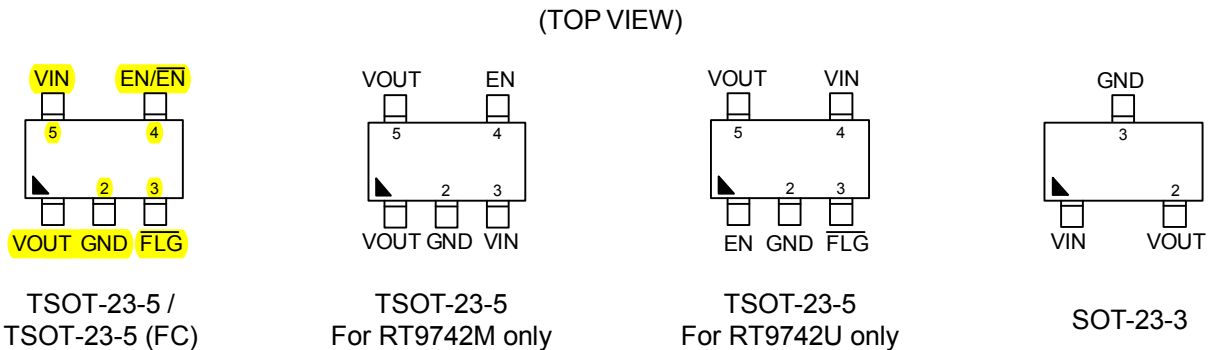 (TOP VIEW)
VIN EN/EN̅
5 4
2 3
VOUT GND F̅L̅G̅
TSOT-23-5 /
TSOT-23-5 (FC)
VOUT EN
5 4
2 3
VOUT GND VIN
TSOT-23-5
For RT9742M only
VOUT VIN
5 4
2 3
EN GND F̅L̅G̅
TSOT-23-5
For RT9742U only
GND
3
2
VIN VOUT
SOT-23-3